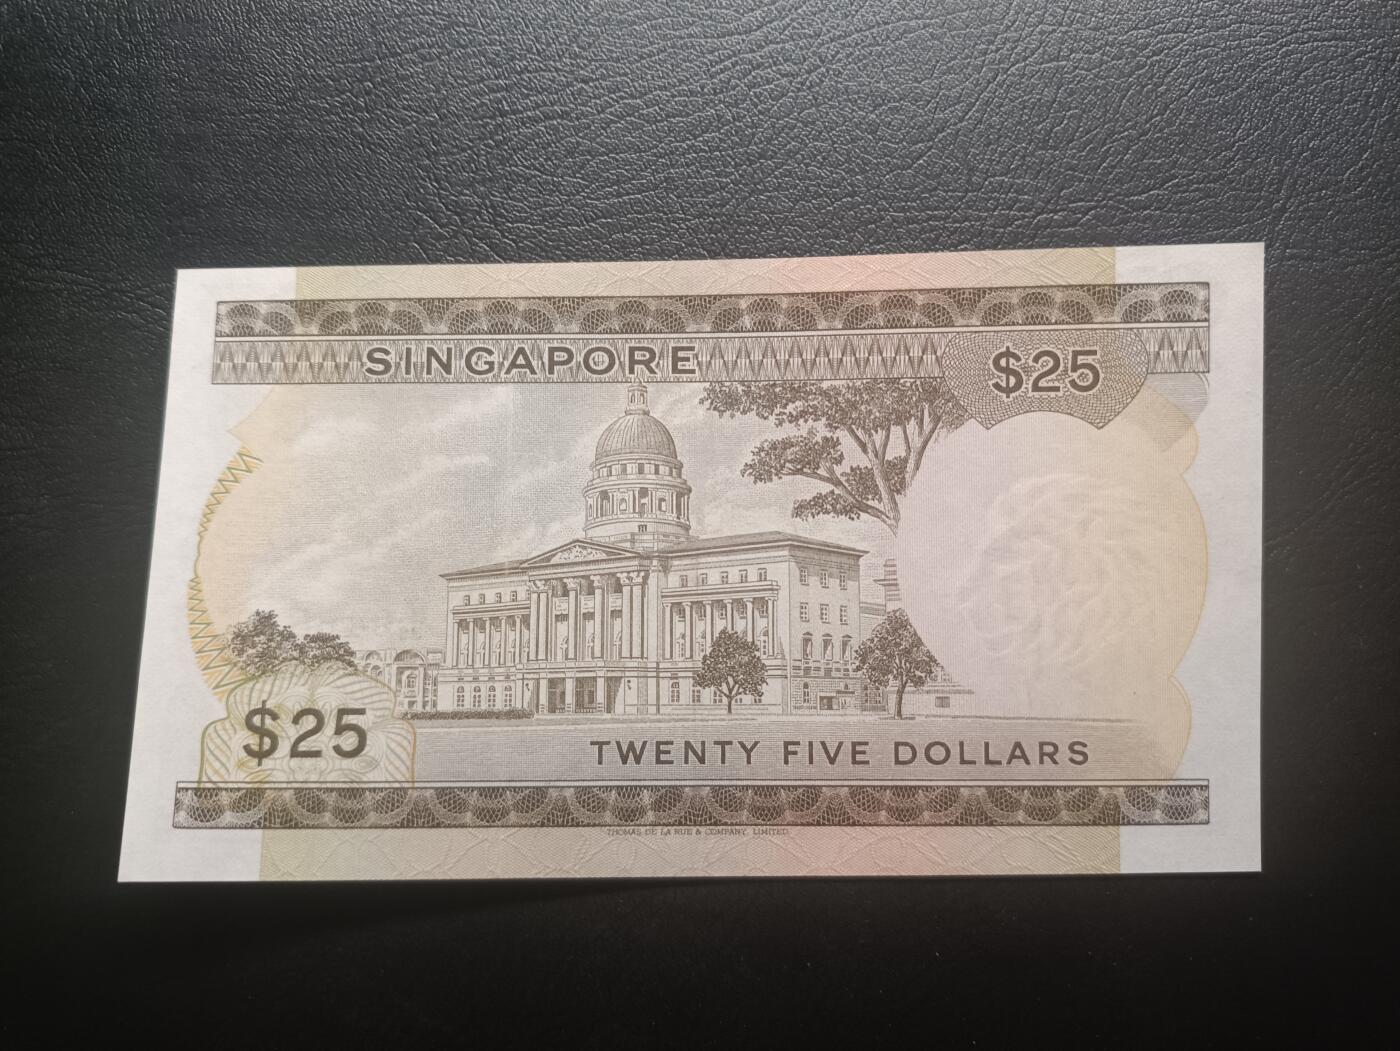 SINGAPORE
$25
$25
TWENTY FIVE DOLLARS
THOMAS DE LA RUE & COMPANY, LIMITED